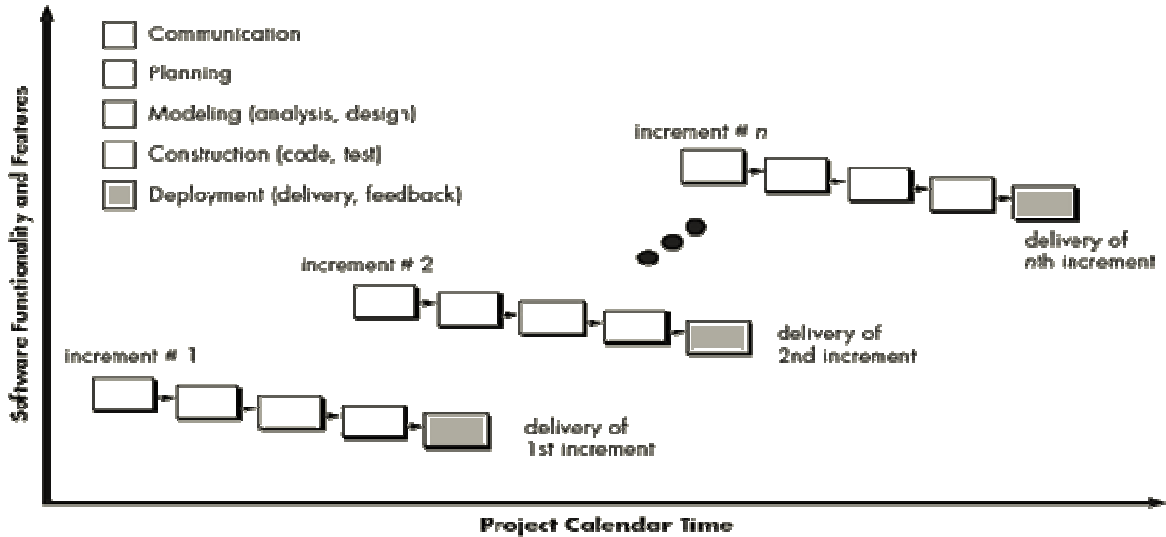 Software Functionality and Features
Communication
Planning
Modeling (analysis, design)
Construction (code, test)
Deployment (delivery, feedback)
increment # n
delivery of
nth increment
increment # 2
delivery of
2nd increment
increment # 1
delivery of
1st increment
Project Calendar Time